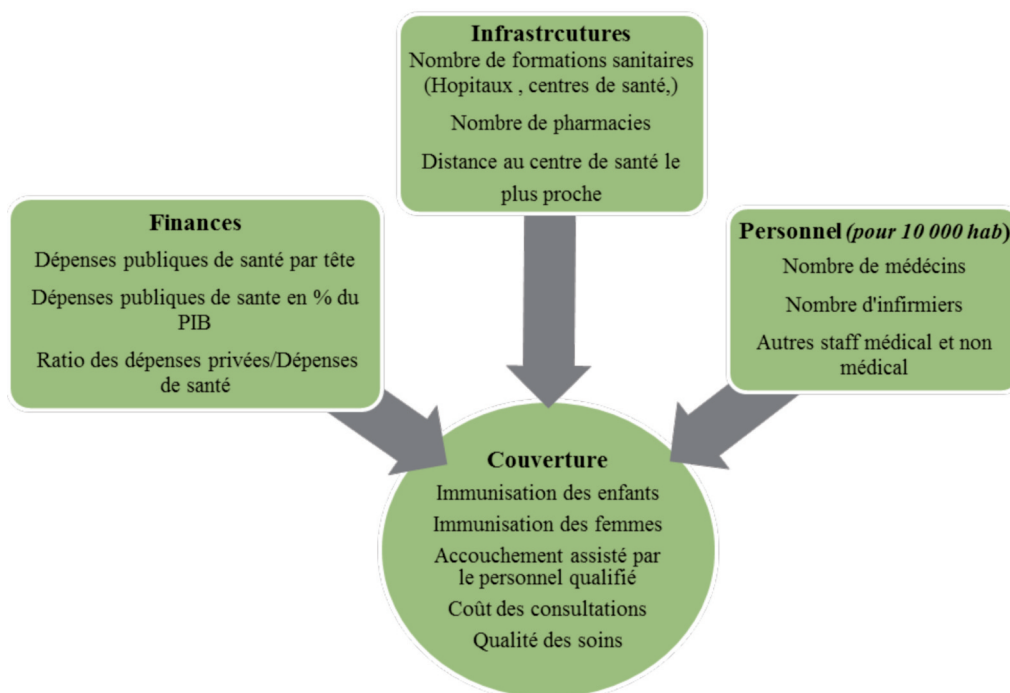 Infrastrcutures
Nombre de formations sanitaires
(Hopitaux , centres de santé,)
Nombre de pharmacies
Distance au centre de santé le
plus proche
Finances
Dépenses publiques de santé par tête
Dépenses publiques de sante en % du
PIB
Ratio des dépenses privées/Dépenses
de santé
Personnel (pour 10 000 hab)
Nombre de médécins
Nombre d'infirmiers
Autres staff médical et non
médical
Couverture
Immunisation des enfants
Immunisation des femmes
Accouchement assisté par
le personnel qualifié
Coût des consultations
Qualité des soins